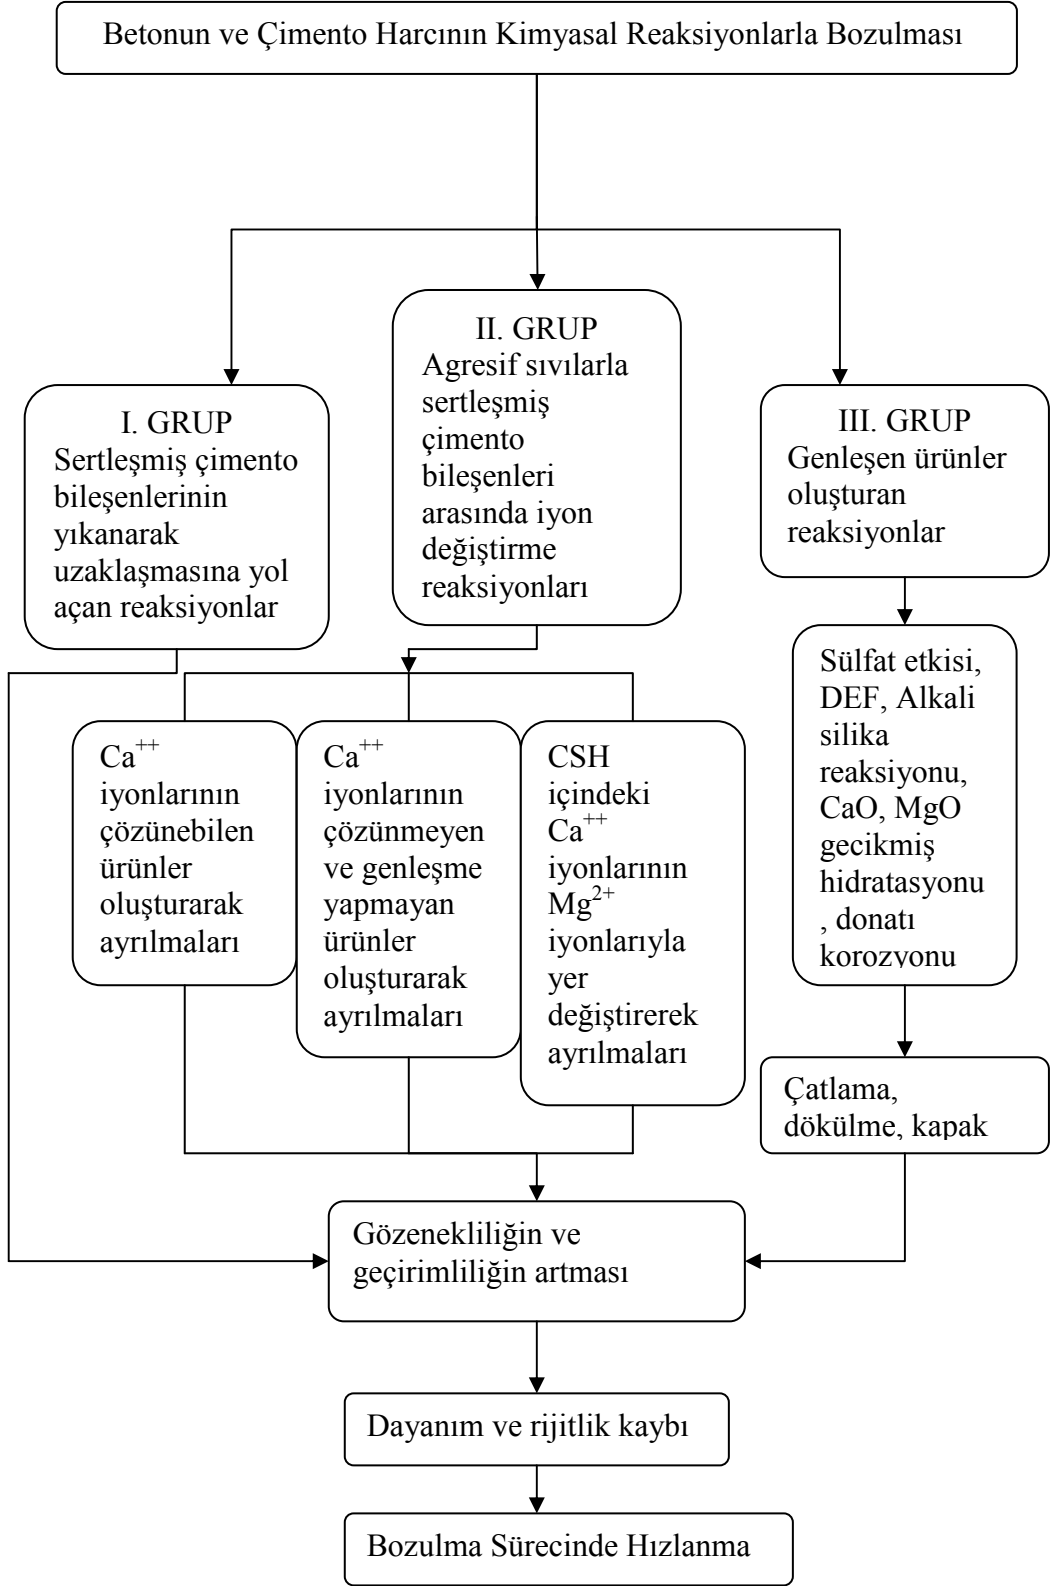 Betonun ve Çimento Harcının Kimyasal Reaksiyonlarla Bozulması
I. GRUP
Sertleşmiş çimento
bileşenlerinin
yıkanarak
uzaklaşmasına yol
açan reaksiyonlar
II. GRUP
Agresif sıvılarla
sertleşmiş
çimento
bileşenleri
arasında iyon
değiştirme
reaksiyonları
III. GRUP
Genleşen ürünler
oluşturan
reaksiyonlar
Ca⁺⁺
iyonlarının
çözünebilen
ürünler
oluşturarak
ayrılmaları
Ca⁺⁺
iyonlarının
çözünmeyen
ve genleşme
yapmayan
ürünler
oluşturarak
ayrılmaları
CSH
içindeki
Ca⁺⁺
iyonlarının
Mg²⁺
iyonlarıyla
yer
değiştirerek
ayrılmaları
Sülfat etkisi,
DEF, Alkali
silika
reaksiyonu,
CaO, MgO
gecikmiş
hidratasyonu
, donatı
korozyonu
Çatlama,
dökülme, kapak
Gözenekliliğin ve
geçirimliliğin artması
Dayanım ve rijitlik kaybı
Bozulma Sürecinde Hızlanma